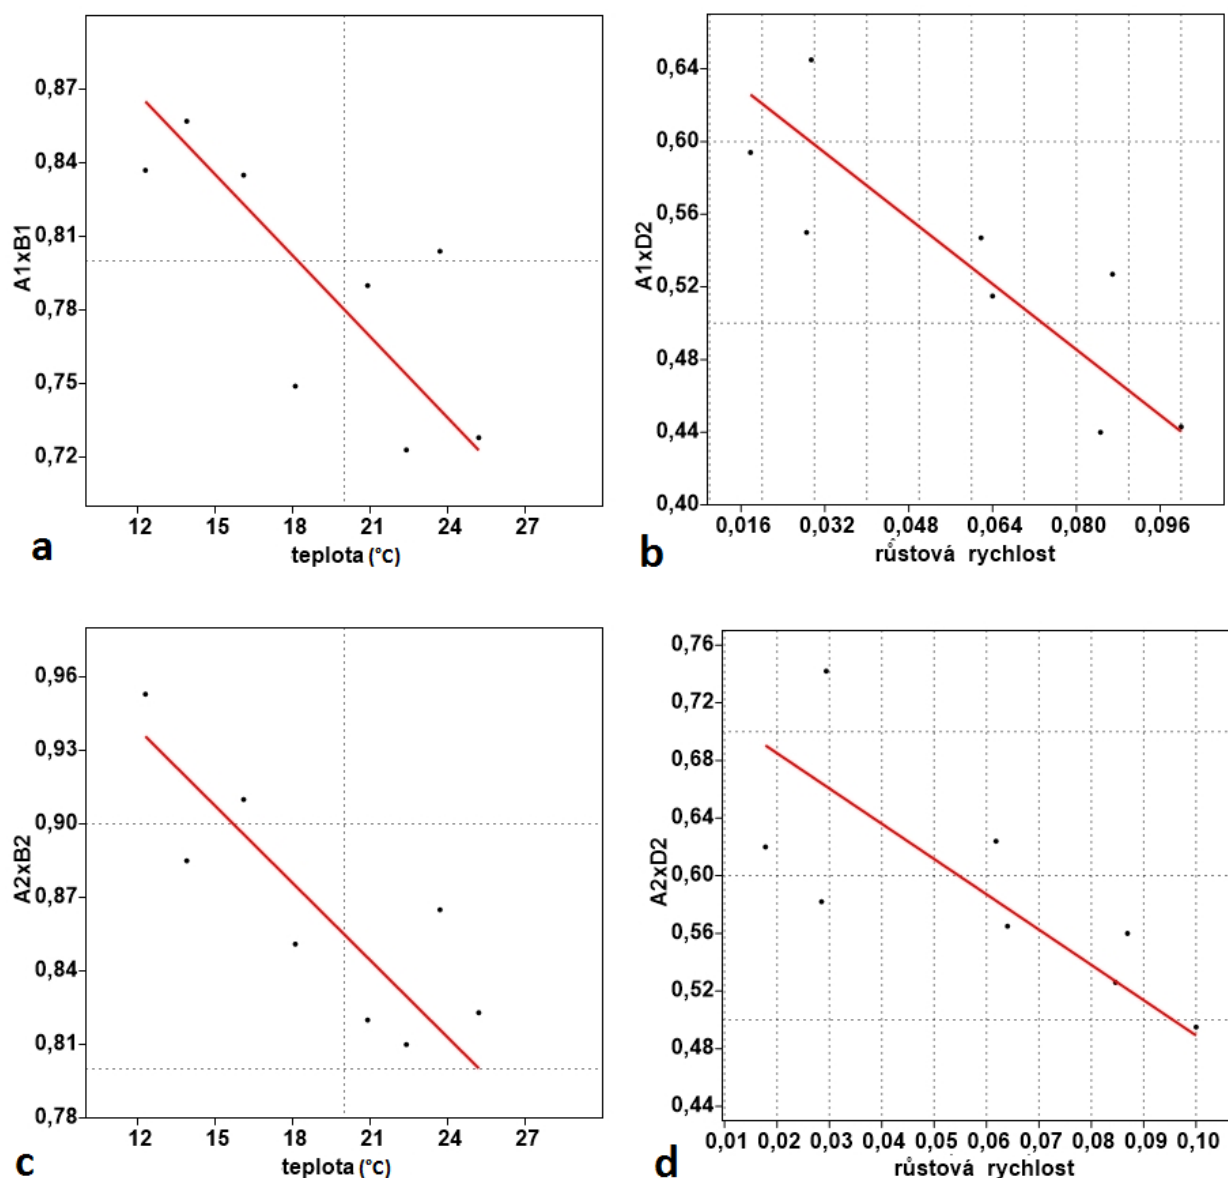 0,87
0,84
0,81
0,78
0,75
0,72
A1xB1
12 15 18 21 24 27
teplota (°C)
a
0,64
0,60
0,56
0,52
0,48
0,44
0,40
A1xD2
0,016 0,032 0,048 0,064 0,080 0,096
růstová rychlost
b
0,96
0,93
0,90
0,87
0,84
0,81
0,78
A2xB2
12 15 18 21 24 27
teplota (°C)
c
0,76
0,72
0,68
0,64
0,60
0,56
0,52
0,48
0,44
A2xD2
0,01 0,02 0,03 0,04 0,05 0,06 0,07 0,08 0,09 0,10
růstová rychlost
d